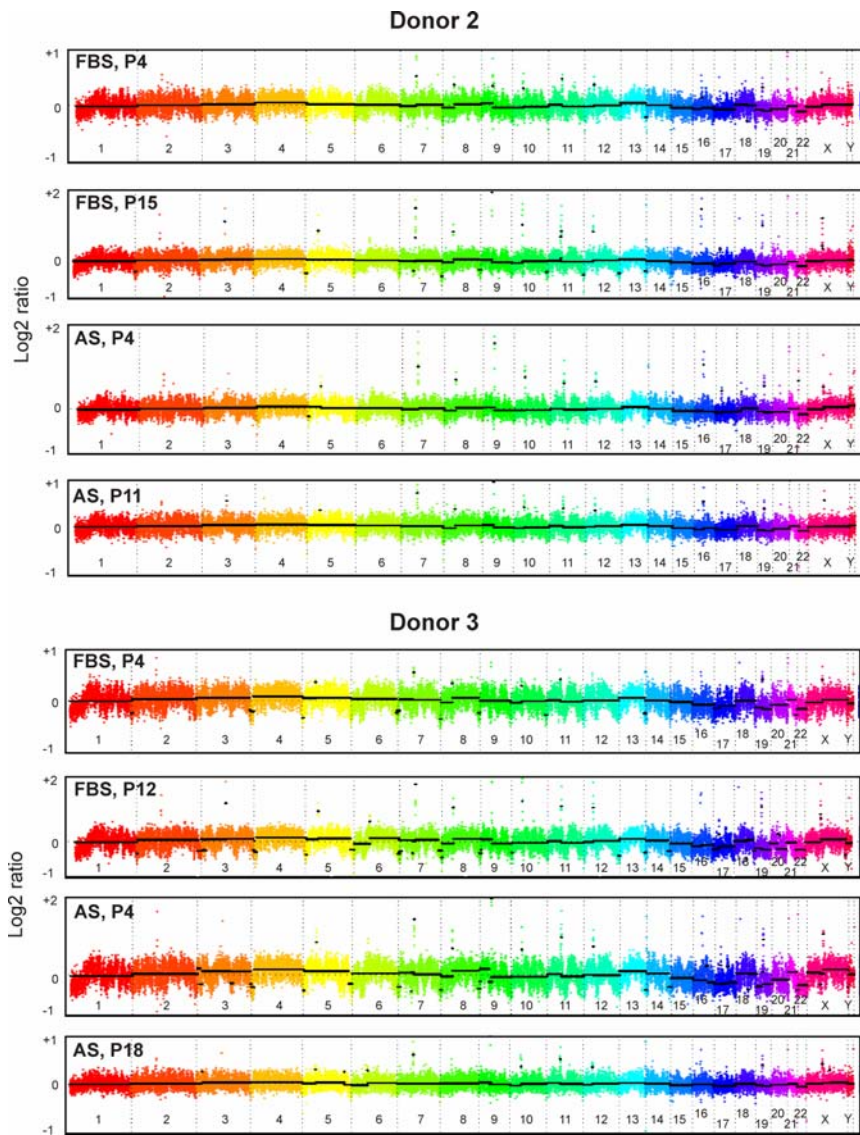 Donor 2
FBS, P4
+1
0
-1
1 2 3 4 5 6 7 8 9 10 11 12 13 14 15 16 17 18 19 20 21 22 X Y
FBS, P15
+2
0
-1
1 2 3 4 5 6 7 8 9 10 11 12 13 14 15 16 17 18 19 20 21 22 X Y
Log2 ratio
AS, P4
+2
0
-1
1 2 3 4 5 6 7 8 9 10 11 12 13 14 15 16 17 18 19 20 21 22 X Y
AS, P11
+1
0
-1
1 2 3 4 5 6 7 8 9 10 11 12 13 14 15 16 17 18 19 20 21 22 X Y
Donor 3
FBS, P4
+1
0
-1
1 2 3 4 5 6 7 8 9 10 11 12 13 14 15 16 17 18 19 20 21 22 X Y
FBS, P12
+2
0
-1
1 2 3 4 5 6 7 8 9 10 11 12 13 14 15 16 17 18 19 20 21 22 X Y
Log2 ratio
AS, P4
+2
0
-1
1 2 3 4 5 6 7 8 9 10 11 12 13 14 15 16 17 18 19 20 21 22 X Y
AS, P18
+1
0
-1
1 2 3 4 5 6 7 8 9 10 11 12 13 14 15 16 17 18 19 20 21 22 X Y